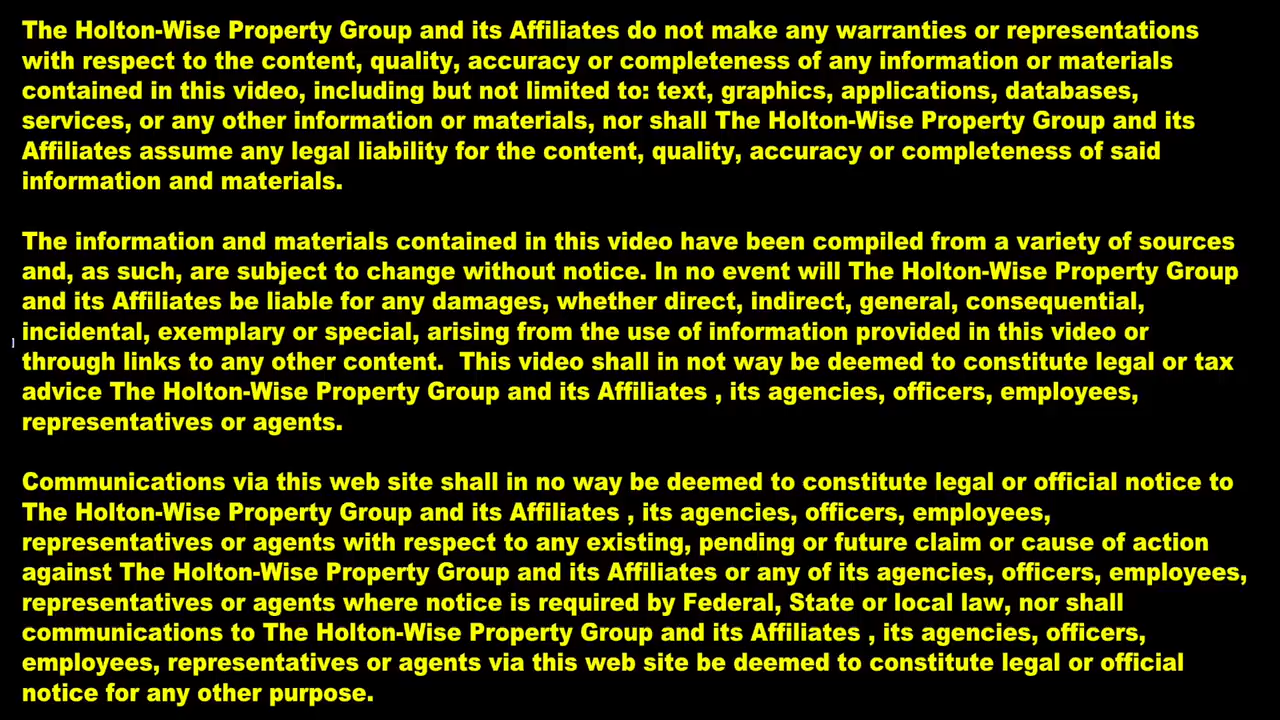 The Holton-Wise Property Group and its Affiliates do not make any warranties or representations
with respect to the content, quality, accuracy or completeness of any information or materials
contained in this video, including but not limited to: text, graphics, applications, databases,
services, or any other information or materials, nor shall The Holton-Wise Property Group and its
Affiliates assume any legal liability for the content, quality, accuracy or completeness of said
information and materials.
The information and materials contained in this video have been compiled from a variety of sources
and, as such, are subject to change without notice. In no event will The Holton-Wise Property Group
and its Affiliates be liable for any damages, whether direct, indirect, general, consequential,
incidental, exemplary or special, arising from the use of information provided in this video or
through links to any other content.  This video shall in not way be deemed to constitute legal or tax
advice The Holton-Wise Property Group and its Affiliates , its agencies, officers, employees,
representatives or agents.
Communications via this web site shall in no way be deemed to constitute legal or official notice to
The Holton-Wise Property Group and its Affiliates , its agencies, officers, employees,
representatives or agents with respect to any existing, pending or future claim or cause of action
against The Holton-Wise Property Group and its Affiliates or any of its agencies, officers, employees,
representatives or agents where notice is required by Federal, State or local law, nor shall
communications to The Holton-Wise Property Group and its Affiliates , its agencies, officers,
employees, representatives or agents via this web site be deemed to constitute legal or official
notice for any other purpose.